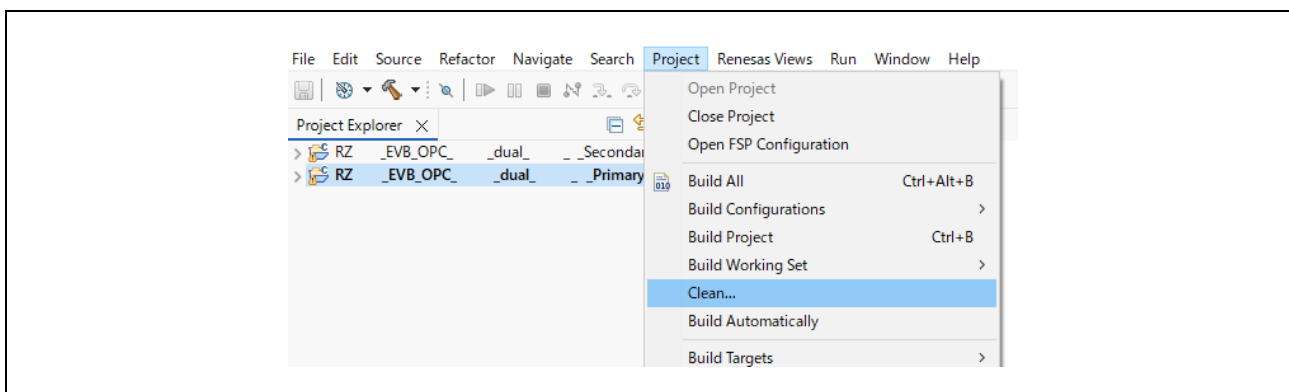 File Edit Source Refactor Navigate Search Project Renesas Views Run Window Help
Open Project
Close Project
Open FSP Configuration
Project Explorer
RZ _EVB_OPC_ _dual_ _ _Secondar
RZ _EVB_OPC_ _dual_ _ _Primary
010
Build All Ctrl+Alt+B
Build Configurations >
Build Project Ctrl+B
Build Working Set >
Clean...
Build Automatically
Build Targets >